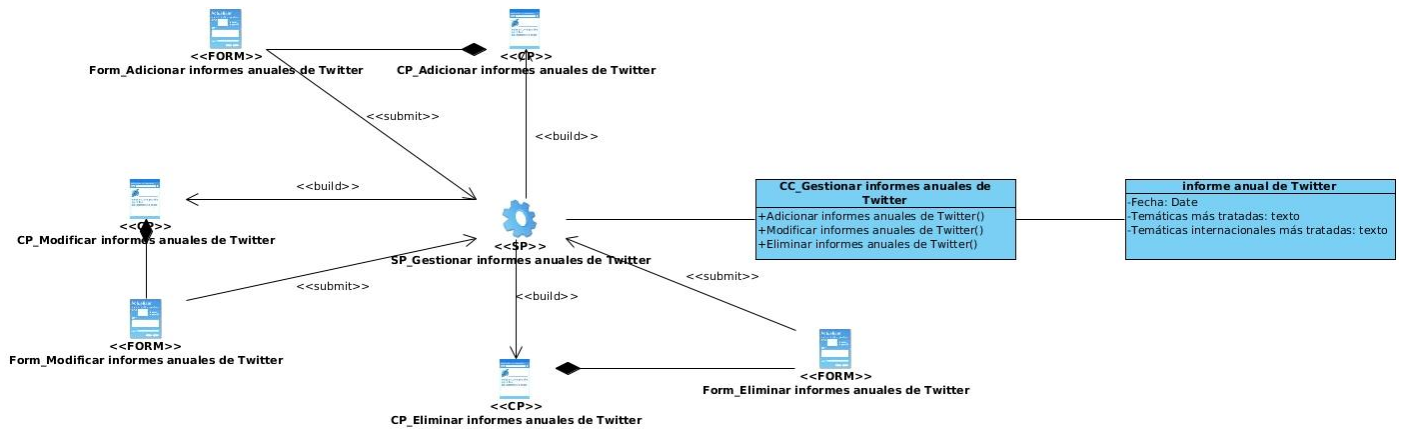 <<FORM>>
Form_Adicionar informes anuales de Twitter
<<CP>>
CP_Adicionar informes anuales de Twitter
<<submit>>
<<build>>
<<build>>
<<CP>>
CP_Modificar informes anuales de Twitter
<<SP>>
SP_Gestionar informes anuales de Twitter
CC_Gestionar informes anuales de
Twitter
+Adicionar informes anuales de Twitter()
+Modificar informes anuales de Twitter()
+Eliminar informes anuales de Twitter()
informe anual de Twitter
-Fecha: Date
-Temáticas más tratadas: texto
-Temáticas internacionales más tratadas: texto
<<submit>>
<<build>>
<<submit>>
<<FORM>>
Form_Modificar informes anuales de Twitter
<<FORM>>
Form_Eliminar informes anuales de Twitter
<<CP>>
CP_Eliminar informes anuales de Twitter